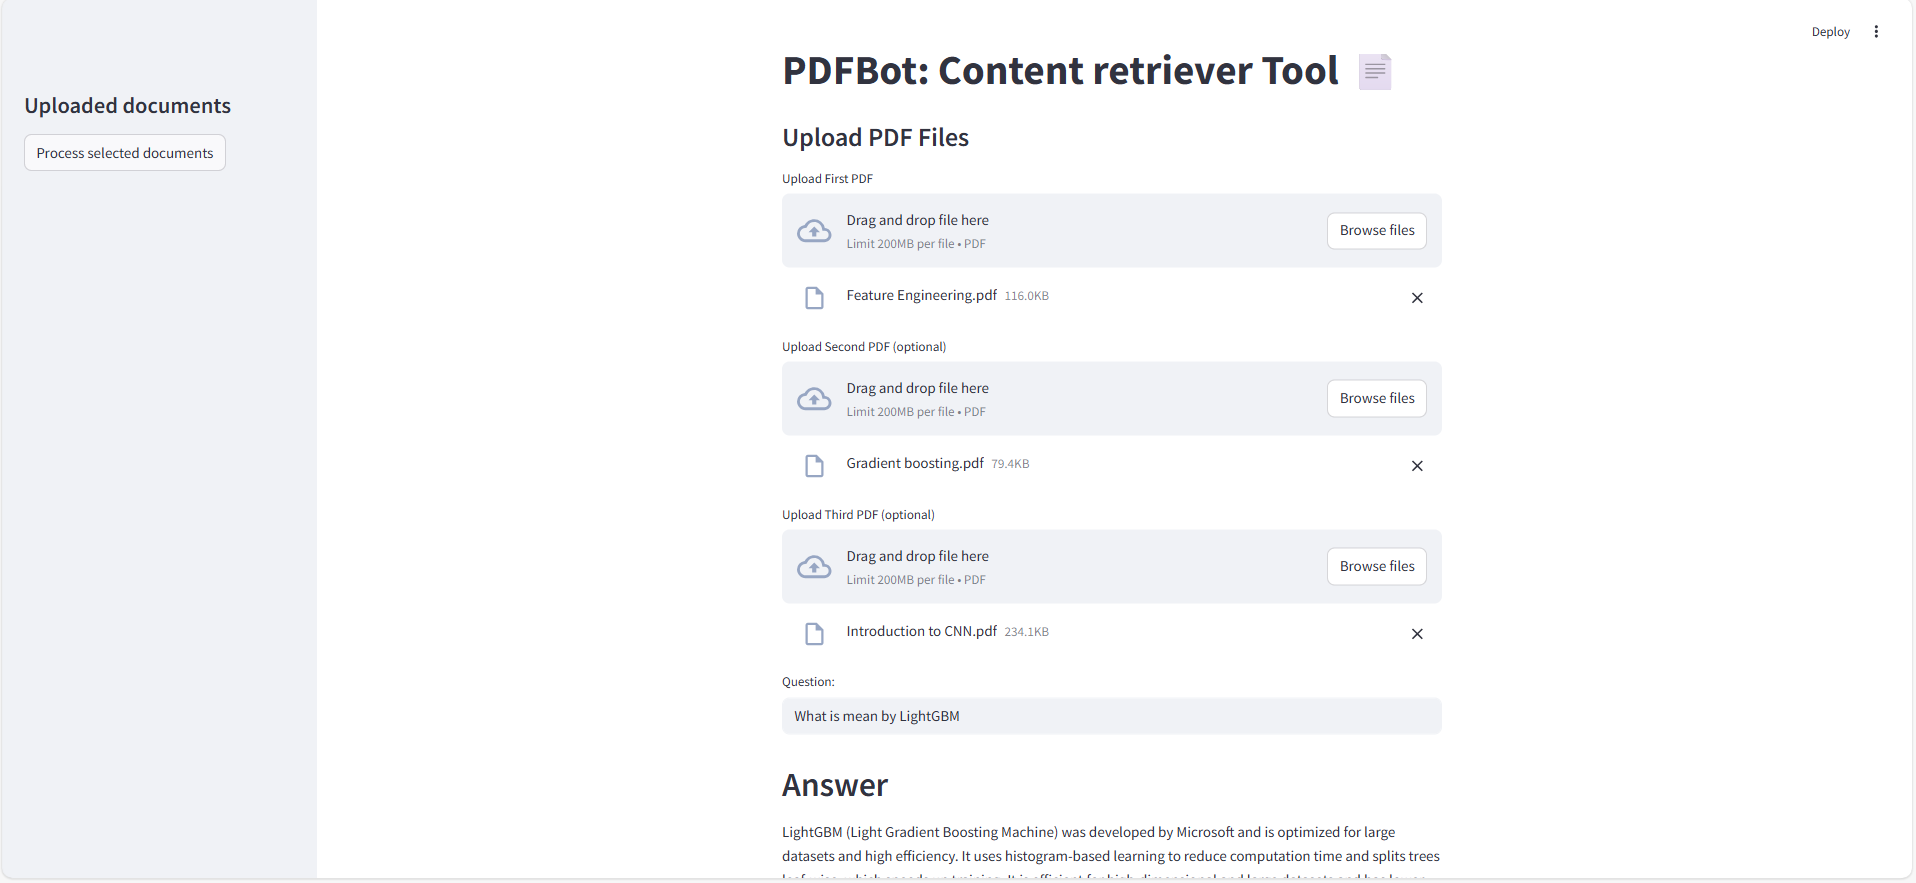 Deploy
PDFBot: Content retriever Tool
Uploaded documents
Process selected documents
Upload PDF Files
Upload First PDF
Drag and drop file here
Limit 200MB per file • PDF
Browse files
Feature Engineering.pdf 116.0KB
Upload Second PDF (optional)
Drag and drop file here
Limit 200MB per file • PDF
Browse files
Gradient boosting.pdf 79.4KB
Upload Third PDF (optional)
Drag and drop file here
Limit 200MB per file • PDF
Browse files
Introduction to CNN.pdf 234.1KB
Question:
What is mean by LightGBM
Answer
LightGBM (Light Gradient Boosting Machine) was developed by Microsoft and is optimized for large
datasets and high efficiency. It uses histogram-based learning to reduce computation time and splits trees